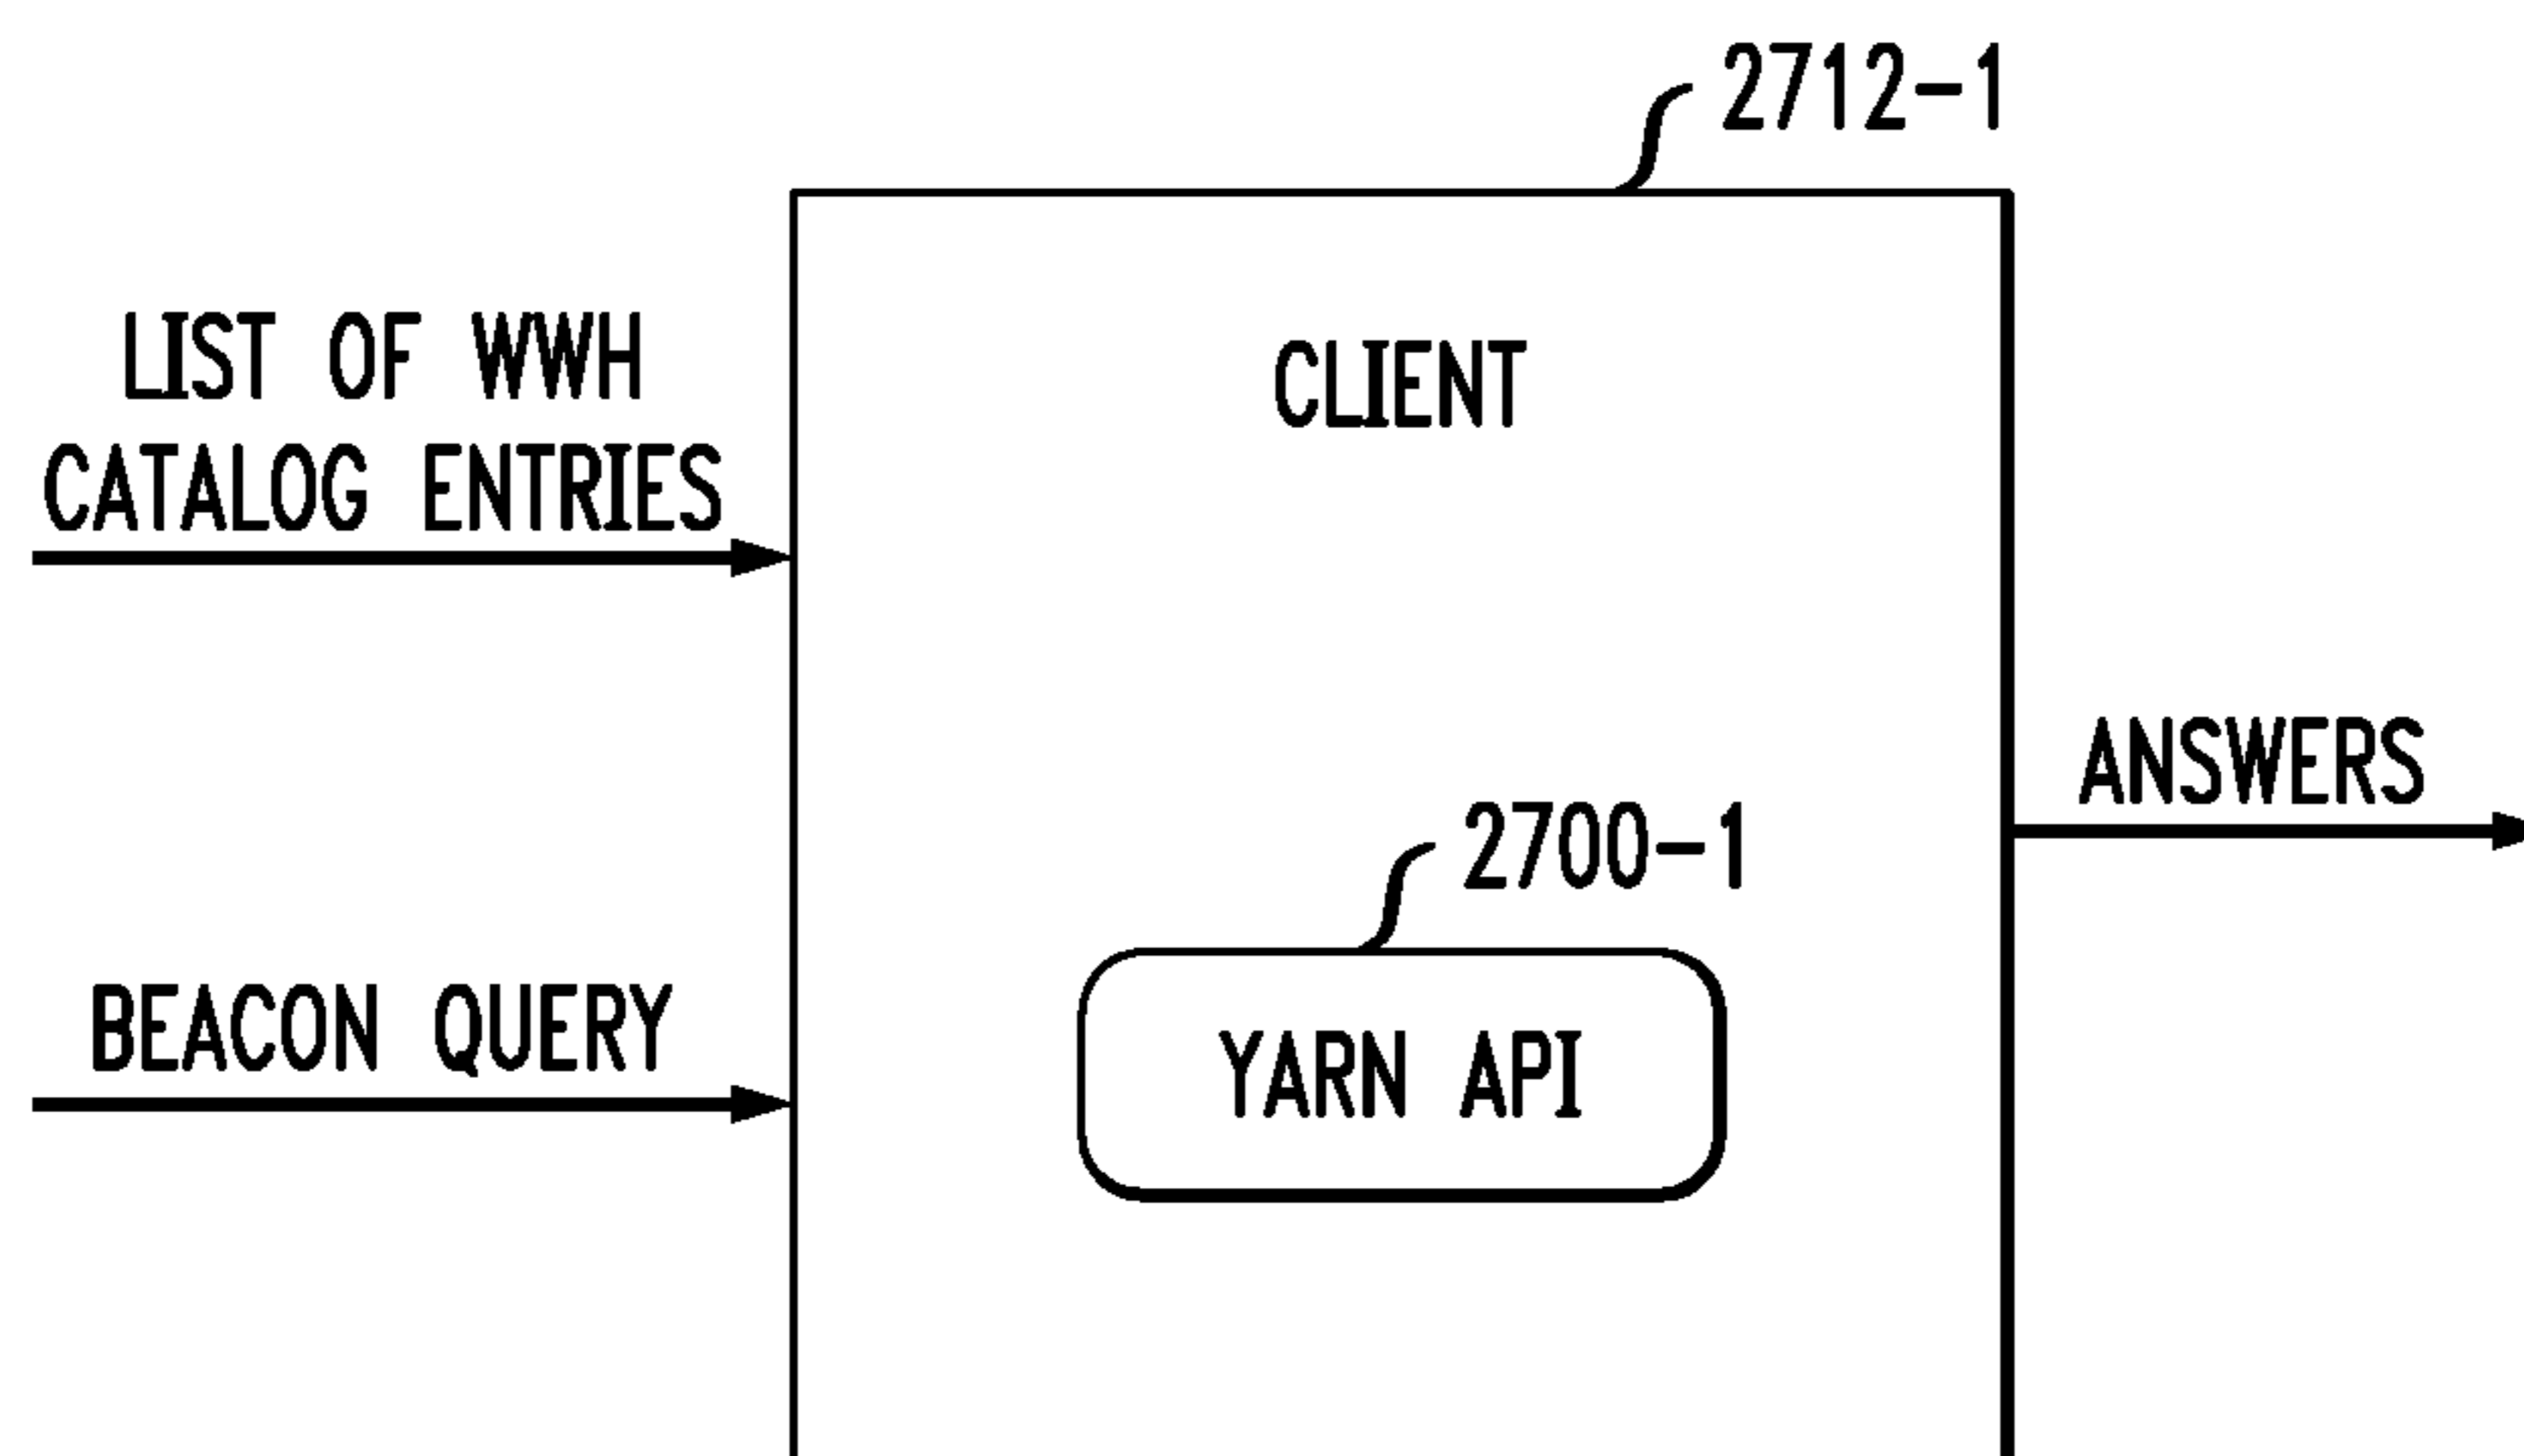 2712-1
LIST OF WWH
CATALOG ENTRIES
CLIENT
ANSWERS
2700-1
BEACON QUERY
YARN API